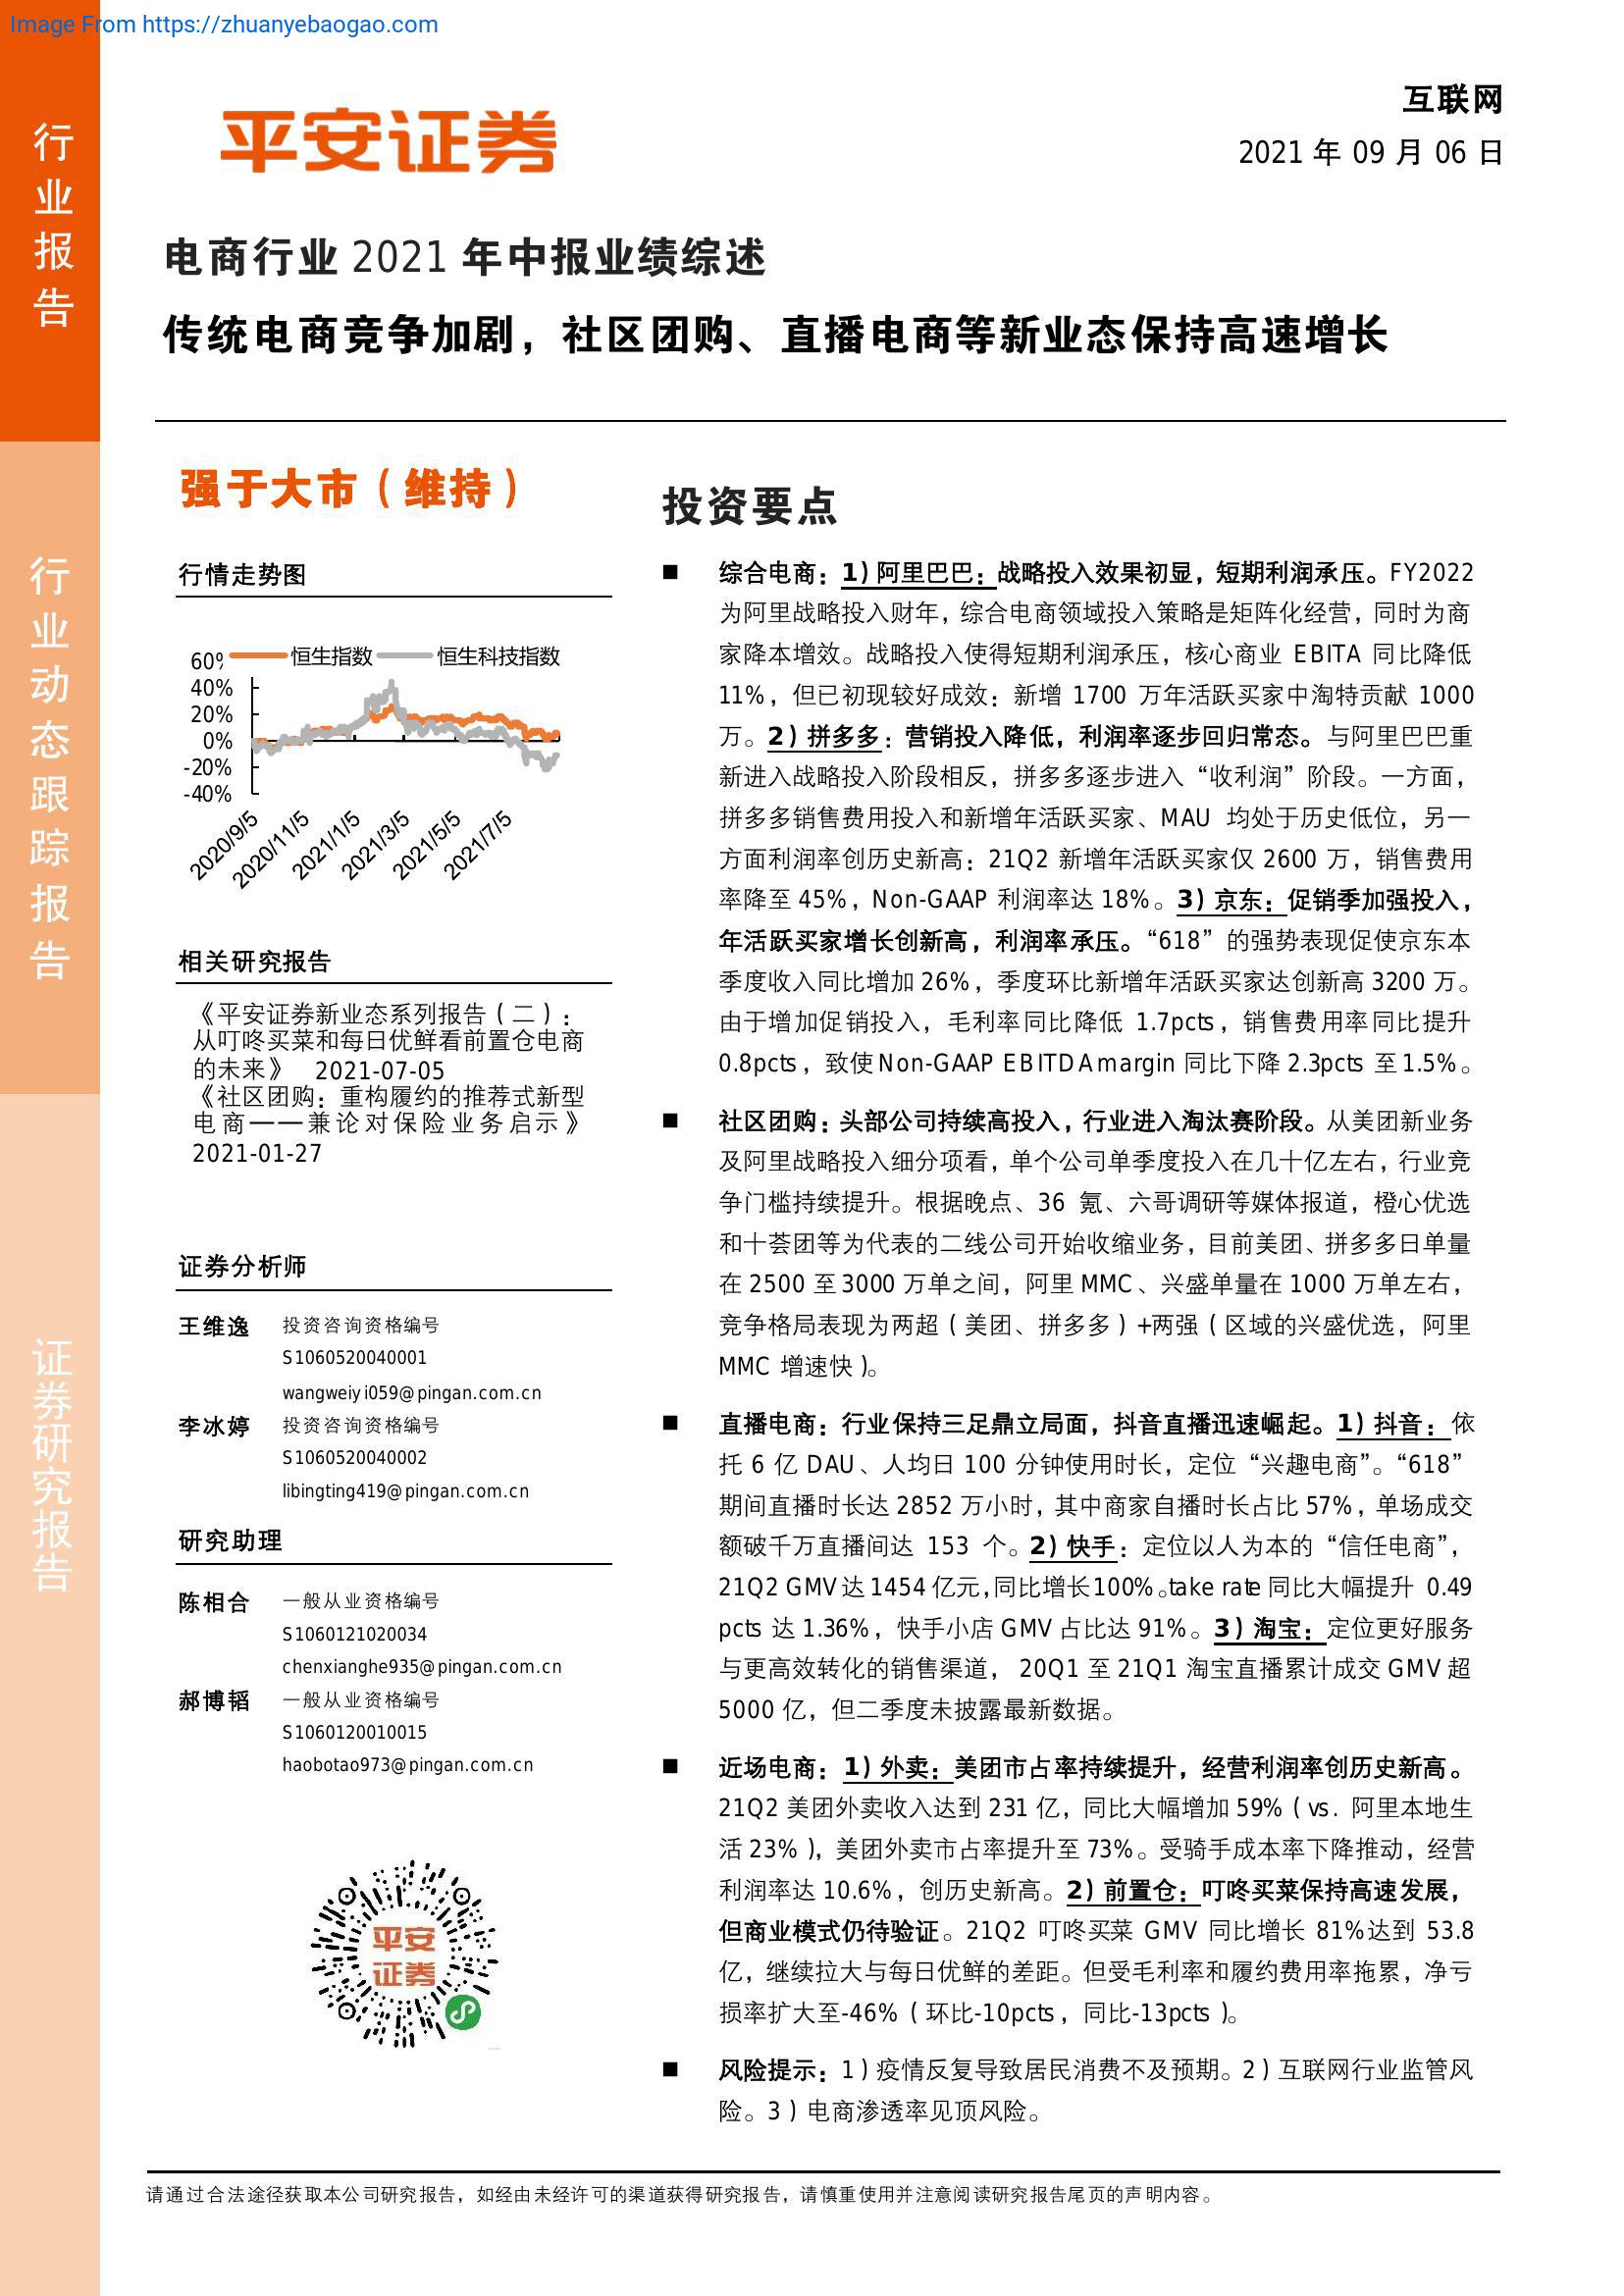 Image From https://zhuanyebaogao.com
行业报告
行业动态跟踪报告
证券研究报告
平安证券
互联网
2021 年 09 月 06 日
电商行业 2021 年中报业绩综述
传统电商竞争加剧，社区团购、直播电商等新业态保持高速增长
强于大市（维持）
行情走势图
恒生指数 恒生科技指数
60%
40%
20%
0%
-20%
-40%
2020/9/5 2020/11/5 2021/1/5 2021/3/5 2021/5/5 2021/7/5
相关研究报告
《平安证券新业态系列报告（二）：
从叮咚买菜和每日优鲜看前置仓电商
的未来》 2021-07-05
《社区团购：重构履约的推荐式新型
电商——兼论对保险业务启示》
2021-01-27
证券分析师
王维逸 投资咨询资格编号
S1060520040001
wangweiyi059@pingan.com.cn
李冰婷 投资咨询资格编号
S1060520040002
libingting419@pingan.com.cn
研究助理
陈相合 一般从业资格编号
S1060121020034
chenxianghe935@pingan.com.cn
郝博韬 一般从业资格编号
S1060120010015
haobotao973@pingan.com.cn
平安
证券
投资要点
■ 综合电商：1）阿里巴巴：战略投入效果初显，短期利润承压。FY2022
为阿里战略投入财年，综合电商领域投入策略是矩阵化经营，同时为商
家降本增效。战略投入使得短期利润承压，核心商业 EBITA 同比降低
11%，但已初现较好成效：新增 1700 万年活跃买家中淘特贡献 1000
万。2）拼多多：营销投入降低，利润率逐步回归常态。与阿里巴巴重
新进入战略投入阶段相反，拼多多逐步进入“收利润”阶段。一方面，
拼多多销售费用投入和新增年活跃买家、MAU 均处于历史低位，另一
方面利润率创历史新高：21Q2 新增年活跃买家仅 2600 万，销售费用
率降至 45%，Non-GAAP 利润率达 18%。3）京东：促销季加强投入，
年活跃买家增长创新高，利润率承压。“618”的强势表现促使京东本
季度收入同比增加 26%，季度环比新增年活跃买家达创新高 3200 万。
由于增加促销投入，毛利率同比降低 1.7pcts，销售费用率同比提升
0.8pcts，致使 Non-GAAP EBITDA margin 同比下降 2.3pcts 至 1.5%。
■ 社区团购：头部公司持续高投入，行业进入淘汰赛阶段。从美团新业务
及阿里战略投入细分项看，单个公司单季度投入在几十亿左右，行业竞
争门槛持续提升。根据晚点、36 氪、六哥调研等媒体报道，橙心优选
和十荟团等为代表的二线公司开始收缩业务，目前美团、拼多多日单量
在 2500 至 3000 万单之间，阿里 MMC、兴盛单量在 1000 万单左右，
竞争格局表现为两超（美团、拼多多）+两强（区域的兴盛优选，阿里
MMC 增速快）。
■ 直播电商：行业保持三足鼎立局面，抖音直播迅速崛起。1）抖音：依
托 6 亿 DAU、人均日 100 分钟使用时长，定位“兴趣电商”。“618”
期间直播时长达 2852 万小时，其中商家自播时长占比 57%，单场成交
额破千万直播间达 153 个。2）快手：定位以人为本的“信任电商”，
21Q2 GMV 达 1454 亿元，同比增长 100%。take rate 同比大幅提升 0.49
pcts 达 1.36%，快手小店 GMV 占比达 91%。3）淘宝：定位更好服务
与更高效转化的销售渠道， 20Q1 至 21Q1 淘宝直播累计成交 GMV 超
5000 亿，但二季度未披露最新数据。
■ 近场电商：1）外卖：美团市占率持续提升，经营利润率创历史新高。
21Q2 美团外卖收入达到 231 亿，同比大幅增加 59%（vs. 阿里本地生
活 23%），美团外卖市占率提升至 73%。受骑手成本率下降推动，经营
利润率达 10.6%，创历史新高。2）前置仓：叮咚买菜保持高速发展，
但商业模式仍待验证。21Q2 叮咚买菜 GMV 同比增长 81%达到 53.8
亿，继续拉大与每日优鲜的差距。但受毛利率和履约费用率拖累，净亏
损率扩大至-46%（环比-10pcts，同比-13pcts）。
■ 风险提示：1）疫情反复导致居民消费不及预期。2）互联网行业监管风
险。3）电商渗透率见顶风险。
请通过合法途径获取本公司研究报告，如经由未经许可的渠道获得研究报告，请慎重使用并注意阅读研究报告尾页的声明内容。